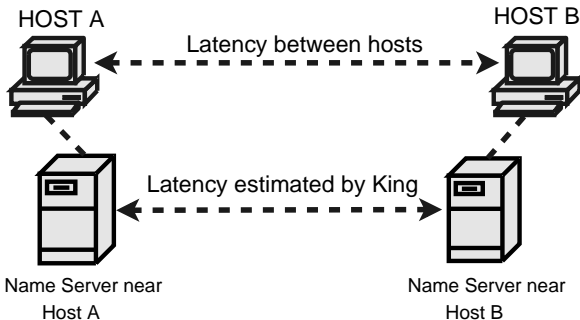 HOST A
HOST B
Latency between hosts
Latency estimated by King
Name Server near
Host A
Name Server near
Host B